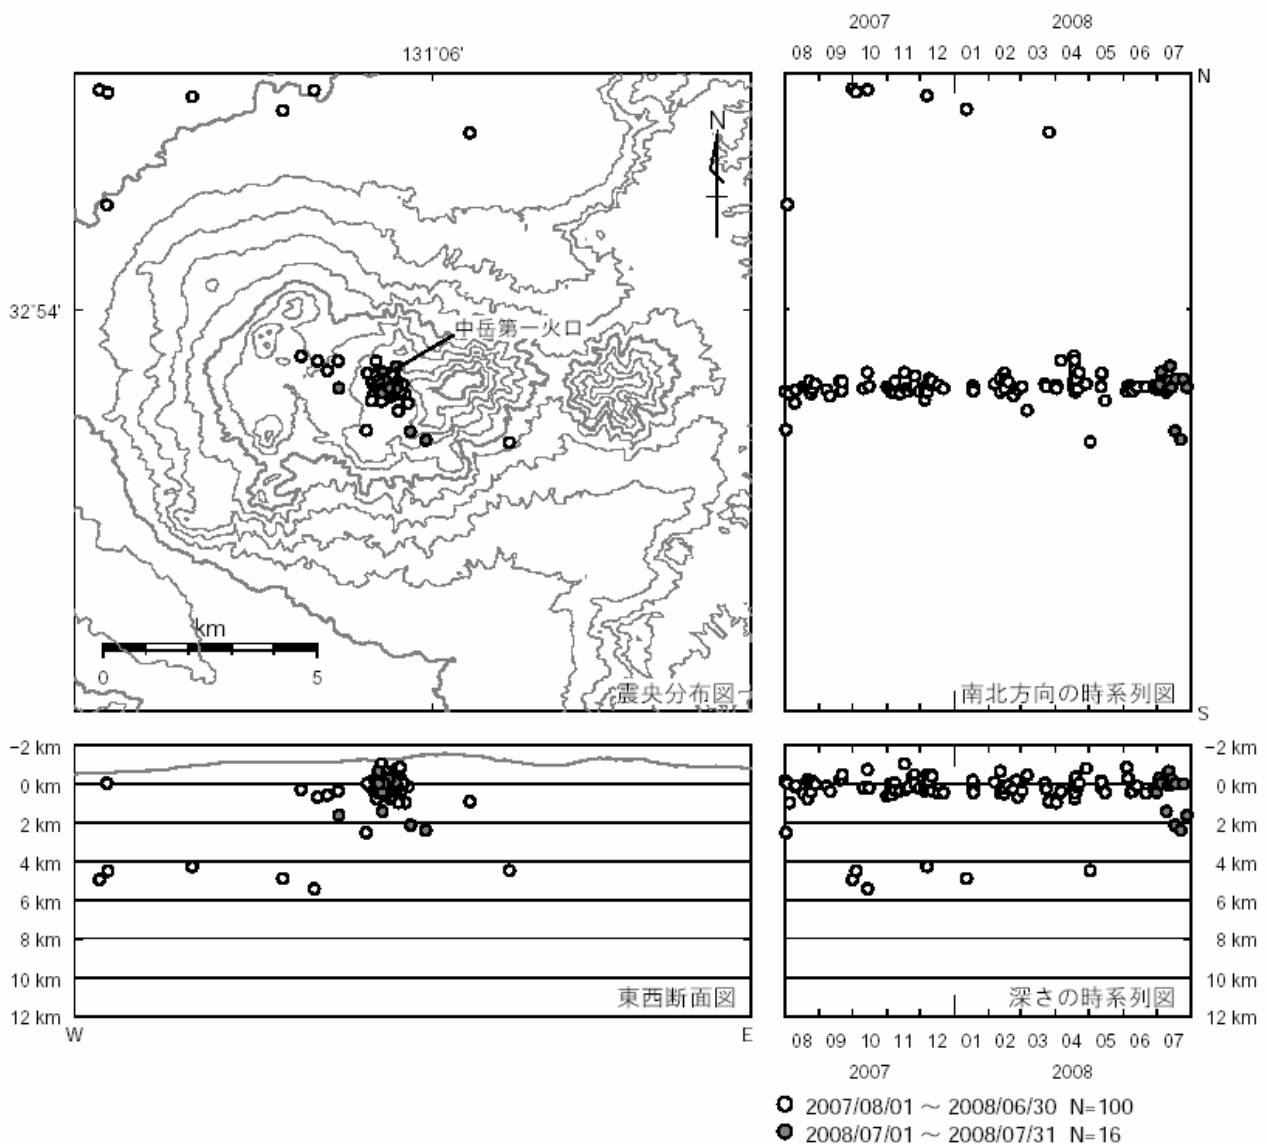 2007 2008
131°06'
08 09 10 11 12 01 02 03 04 05 06 07
N
N
32°54'
中岳第一火口
km
0 5
震央分布図
南北方向の時系列図
S
-2 km
0 km
2 km
4 km
6 km
8 km
10 km
12 km
東西断面図
W E
-2 km
0 km
2 km
4 km
6 km
8 km
10 km
12 km
深さの時系列図
08 09 10 11 12 01 02 03 04 05 06 07
2007 2008
2007/08/01 ～ 2008/06/30 N=100
2008/07/01 ～ 2008/07/31 N=16